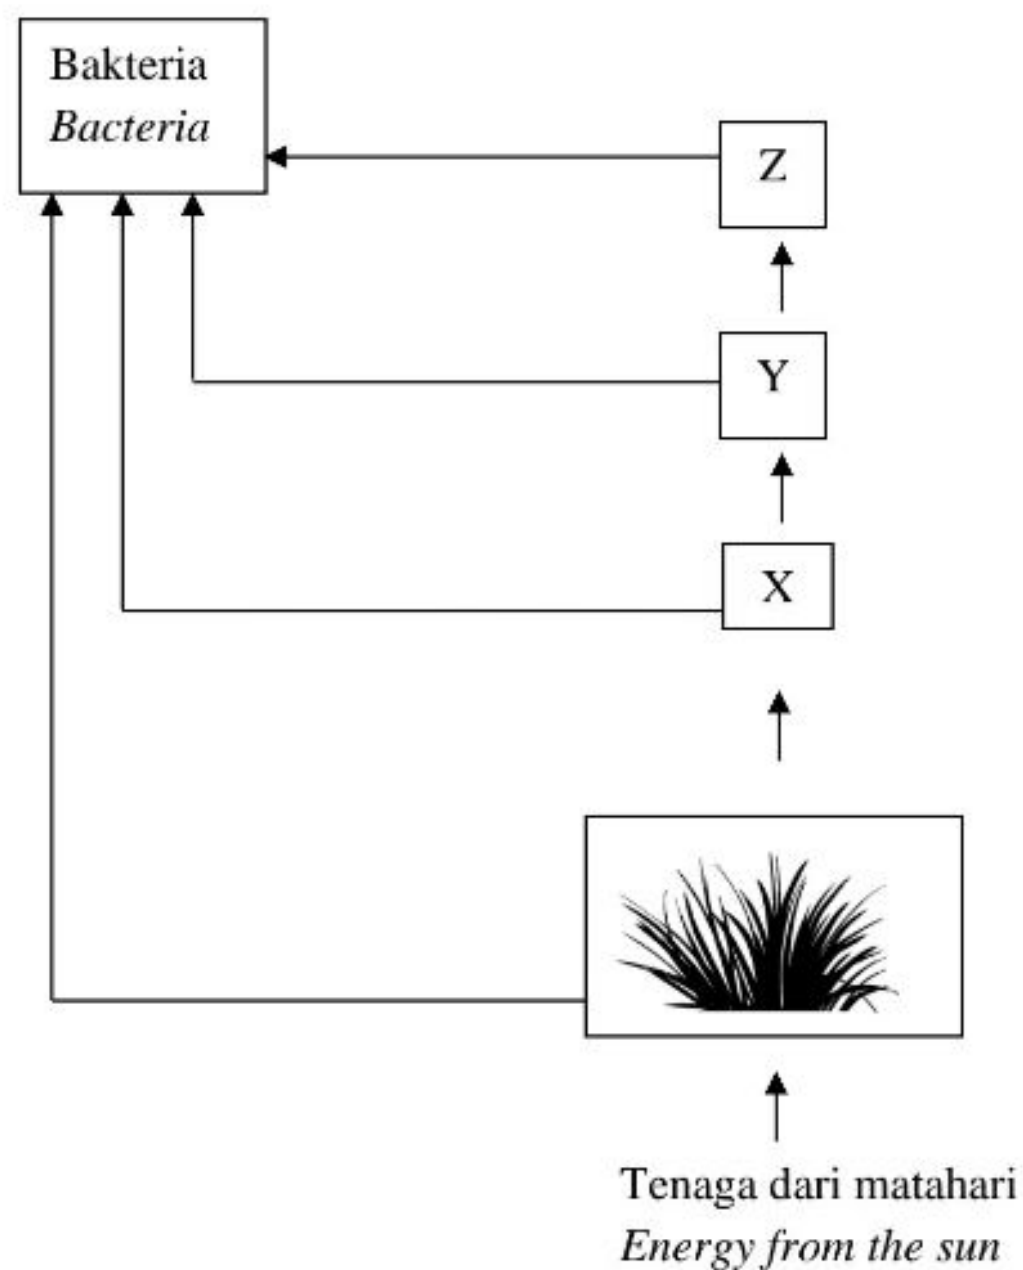 Bakteria
Bacteria
Z
Y
X
Tenaga dari matahari
Energy from the sun